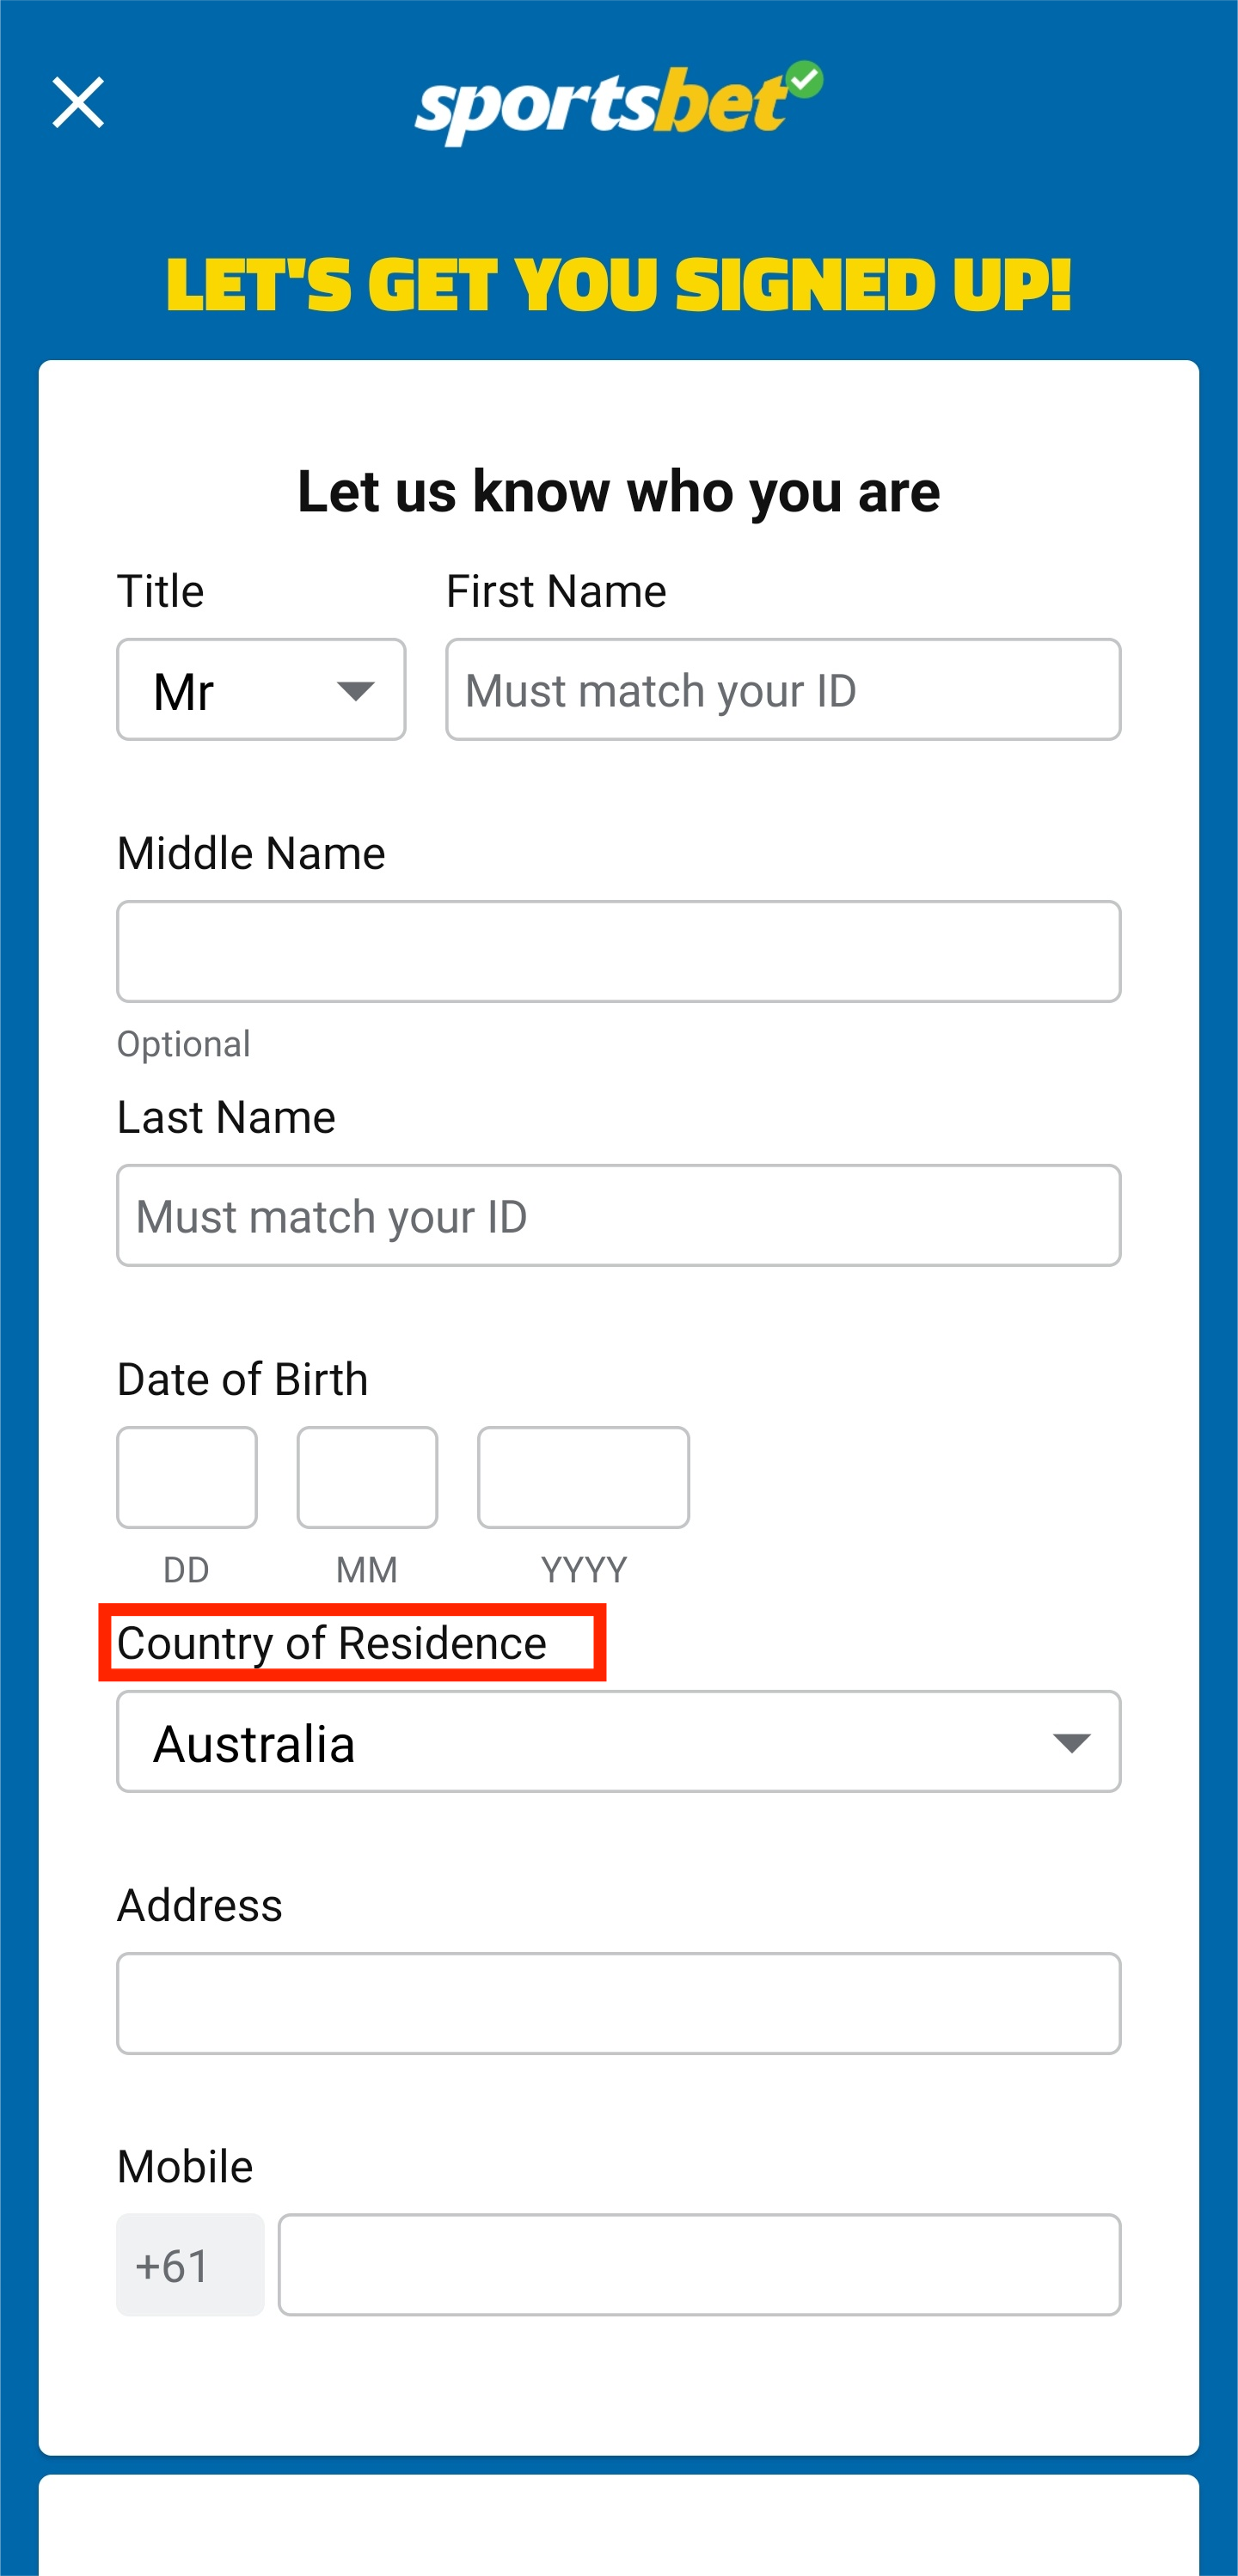 sportsbet
LET'S GET YOU SIGNED UP!
Let us know who you are
Title First Name
Mr Must match your ID
Middle Name
Optional
Last Name
Must match your ID
Date of Birth
DD MM YYYY
Country of Residence
Australia
Address
Mobile
+61